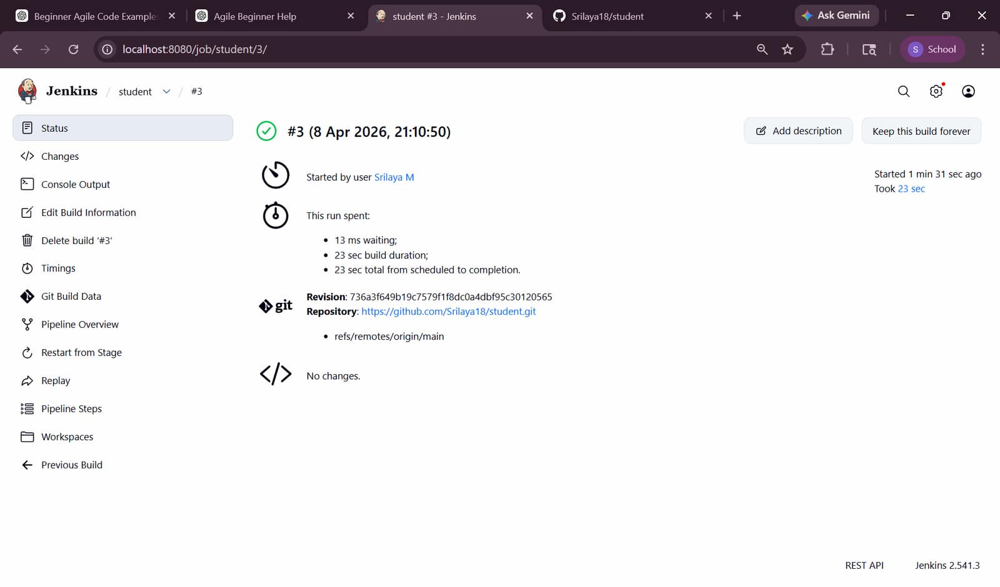 Beginner Agile Code Example
Agile Beginner Help
student #3 - Jenkins
Srilaya18/student
Ask Gemini
localhost:8080/job/student/3/
S School
Jenkins / student / #3
Status
Changes
Console Output
Edit Build Information
Delete build ‘#3’
Timings
Git Build Data
Pipeline Overview
Restart from Stage
Replay
Pipeline Steps
Workspaces
Previous Build
#3 (8 Apr 2026, 21:10:50)
Add description
Keep this build forever
Started by user Srilaya M
Started 1 min 31 sec ago
Took 23 sec
This run spent:
13 ms waiting;
23 sec build duration;
23 sec total from scheduled to completion.
git
Revision: 736a3f649b19c7579f1f8dc0a4dbf95c30120565
Repository: https://github.com/Srilaya18/student.git
refs/remotes/origin/main
No changes.
REST API
Jenkins 2.541.3